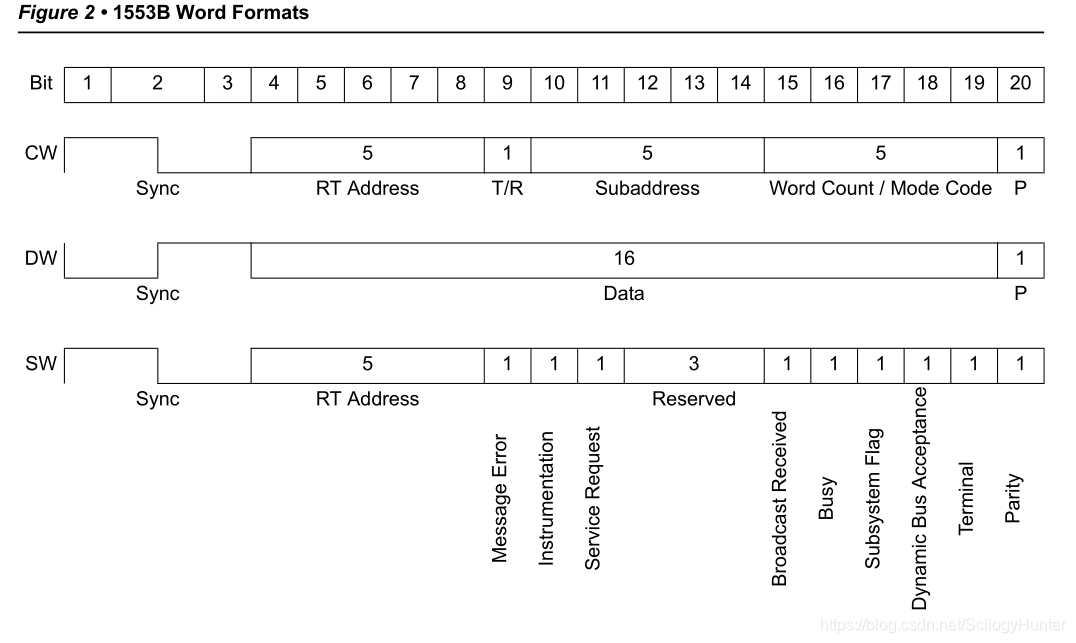 Figure 2 • 1553B Word Formats
Bit 1 2 3 4 5 6 7 8 9 10 11 12 13 14 15 16 17 18 19 20
CW 5 1 5 5 1
Sync RT Address T/R Subaddress Word Count / Mode Code P
DW 16 1
Sync Data P
SW 5 1 1 1 3 1 1 1 1 1 1
Sync RT Address Reserved
Message Error
Instrumentation
Service Request
Broadcast Received
Busy
Subsystem Flag
Dynamic Bus Acceptance
Terminal
Parity
https://blog.csdn.net/ScilogyHunter